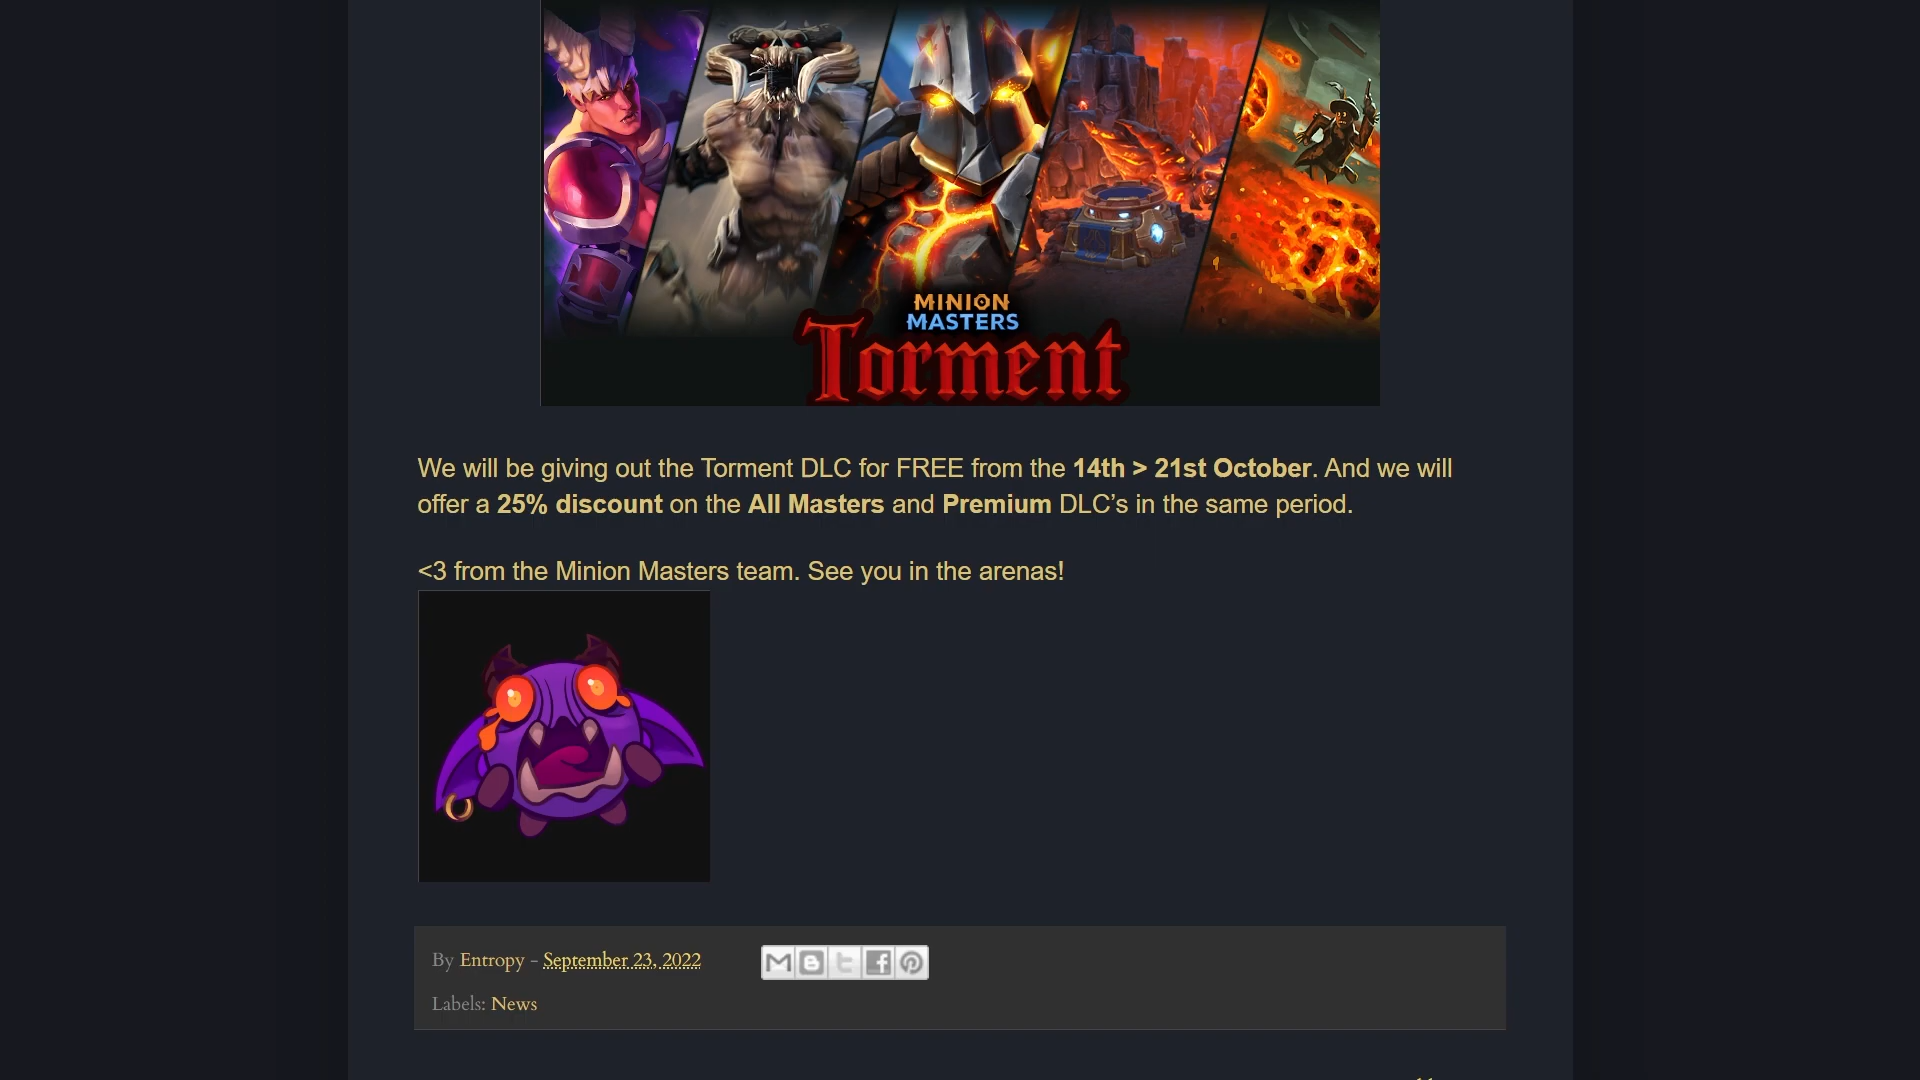 MINION
MASTERS
Torment
We will be giving out the Torment DLC for FREE from the 14th > 21st October. And we will
offer a 25% discount on the All Masters and Premium DLC’s in the same period.
<3 from the Minion Masters team. See you in the arenas!
By Entropy - September 23, 2022
Labels: News